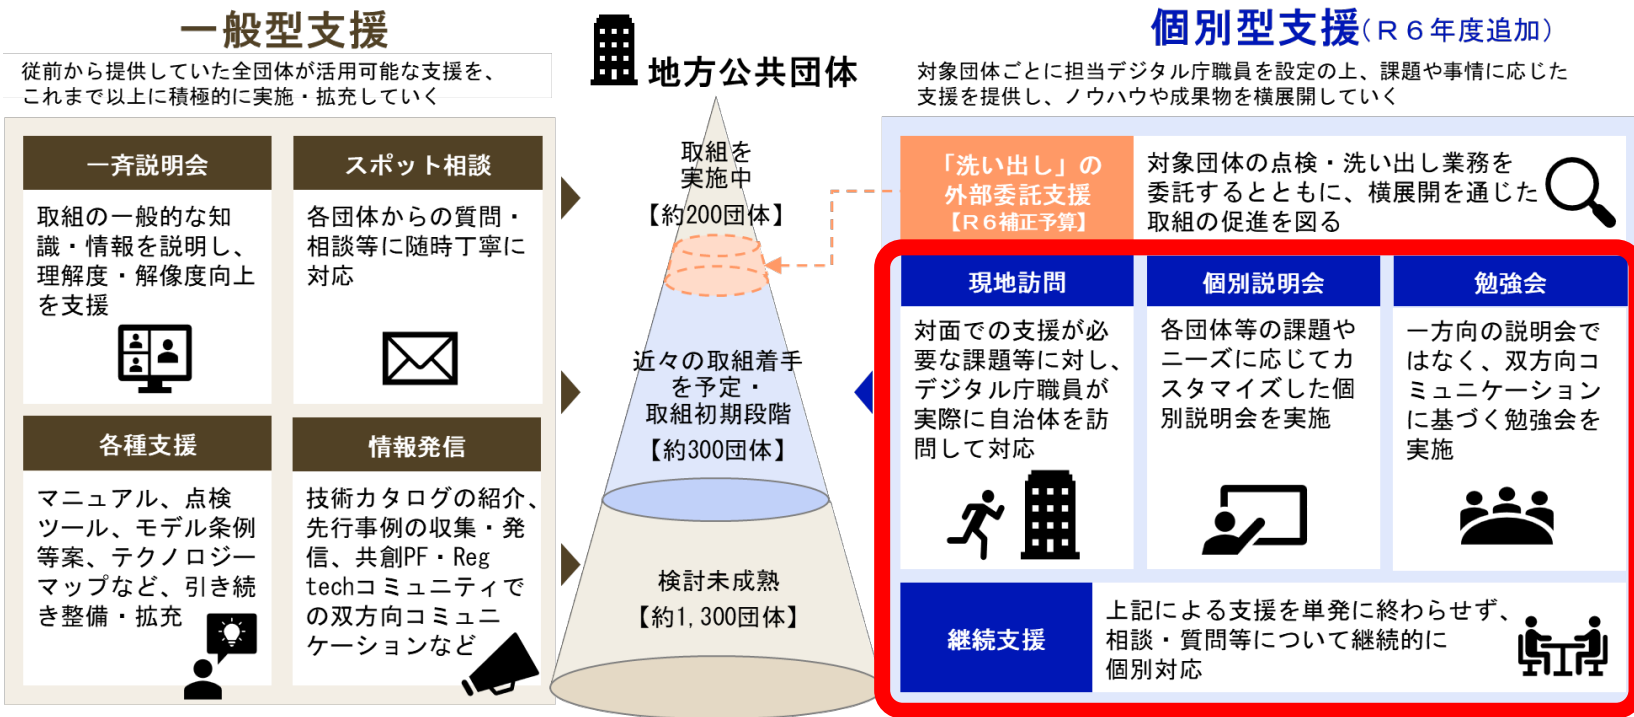 一般型支援
従前から提供していた全団体が活用可能な支援を、
これまで以上に積極的に実施・拡充していく
一斉説明会
取組の一般的な知
識・情報を説明し、
理解度・解像度向上
を支援
スポット相談
各団体からの質問・
相談等に随時丁寧に
対応
各種支援
マニュアル、点検
ツール、モデル条例
等案、テクノロジー
マップなど、引き続
き整備・拡充
情報発信
技術カタログの紹介、
先行事例の収集・発
信、共創PF・Reg
techコミュニティで
の双方向コミュニ
ケーションなど
地方公共団体
取組を
実施中
【約200団体】
近々の取組着手
を予定・
取組初期段階
【約300団体】
検討未成熟
【約1,300団体】
個別型支援(R6年度追加)
対象団体ごとに担当デジタル庁職員を設定の上、課題や事情に応じた
支援を提供し、ノウハウや成果物を横展開していく
「洗い出し」の
外部委託支援
【R6補正予算】
対象団体の点検・洗い出し業務を
委託するとともに、横展開を通じた
取組の促進を図る
現地訪問
対面での支援が必
要な課題等に対し、
デジタル庁職員が
実際に自治体を訪
問して対応
個別説明会
各団体等の課題や
ニーズに応じてカ
スタマイズした個
別説明会を実施
勉強会
一方向の説明会で
はなく、双方向コ
ミュニケーション
に基づく勉強会を
実施
継続支援
上記による支援を単発に終わらせず、
相談・質問等について継続的に
個別対応